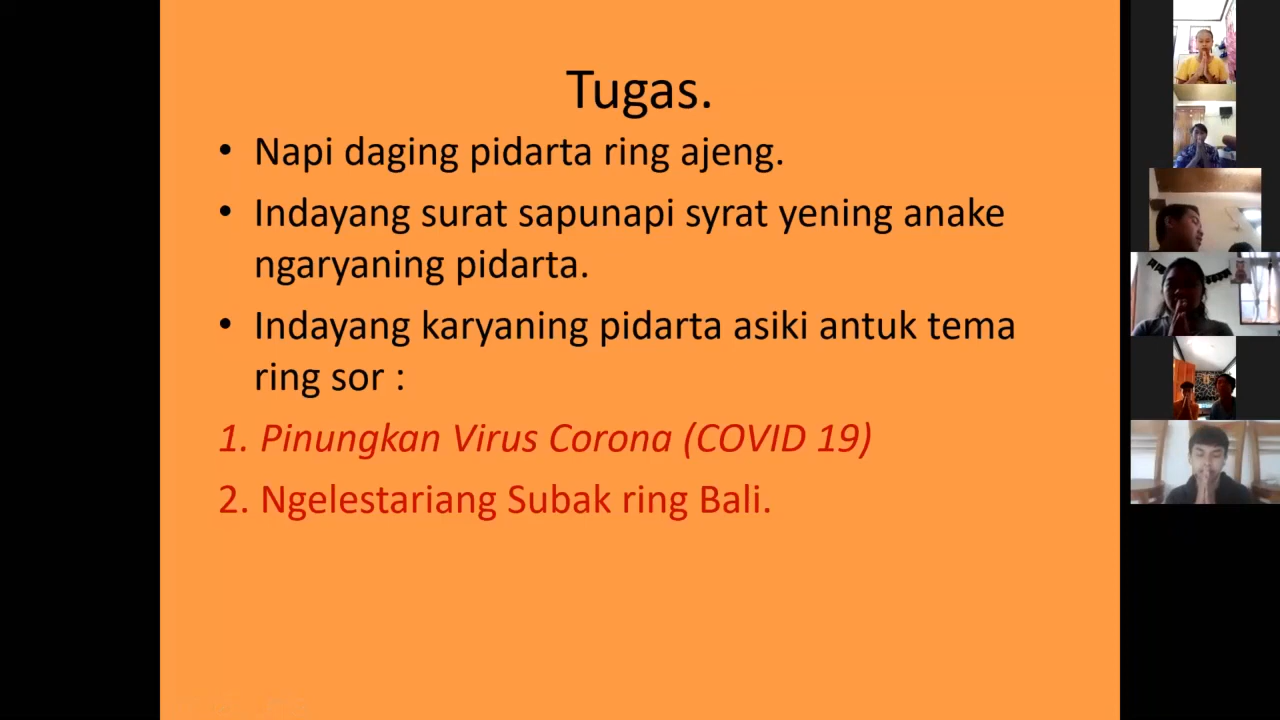 Tugas.
• Napi daging pidarta ring ajeng.
• Indayang surat sapunapi syrat yening anake
ngaryaning pidarta.
• Indayang karyaning pidarta asiki antuk tema
ring sor :
1. Pinungkan Virus Corona (COVID 19)
2. Ngelestariang Subak ring Bali.